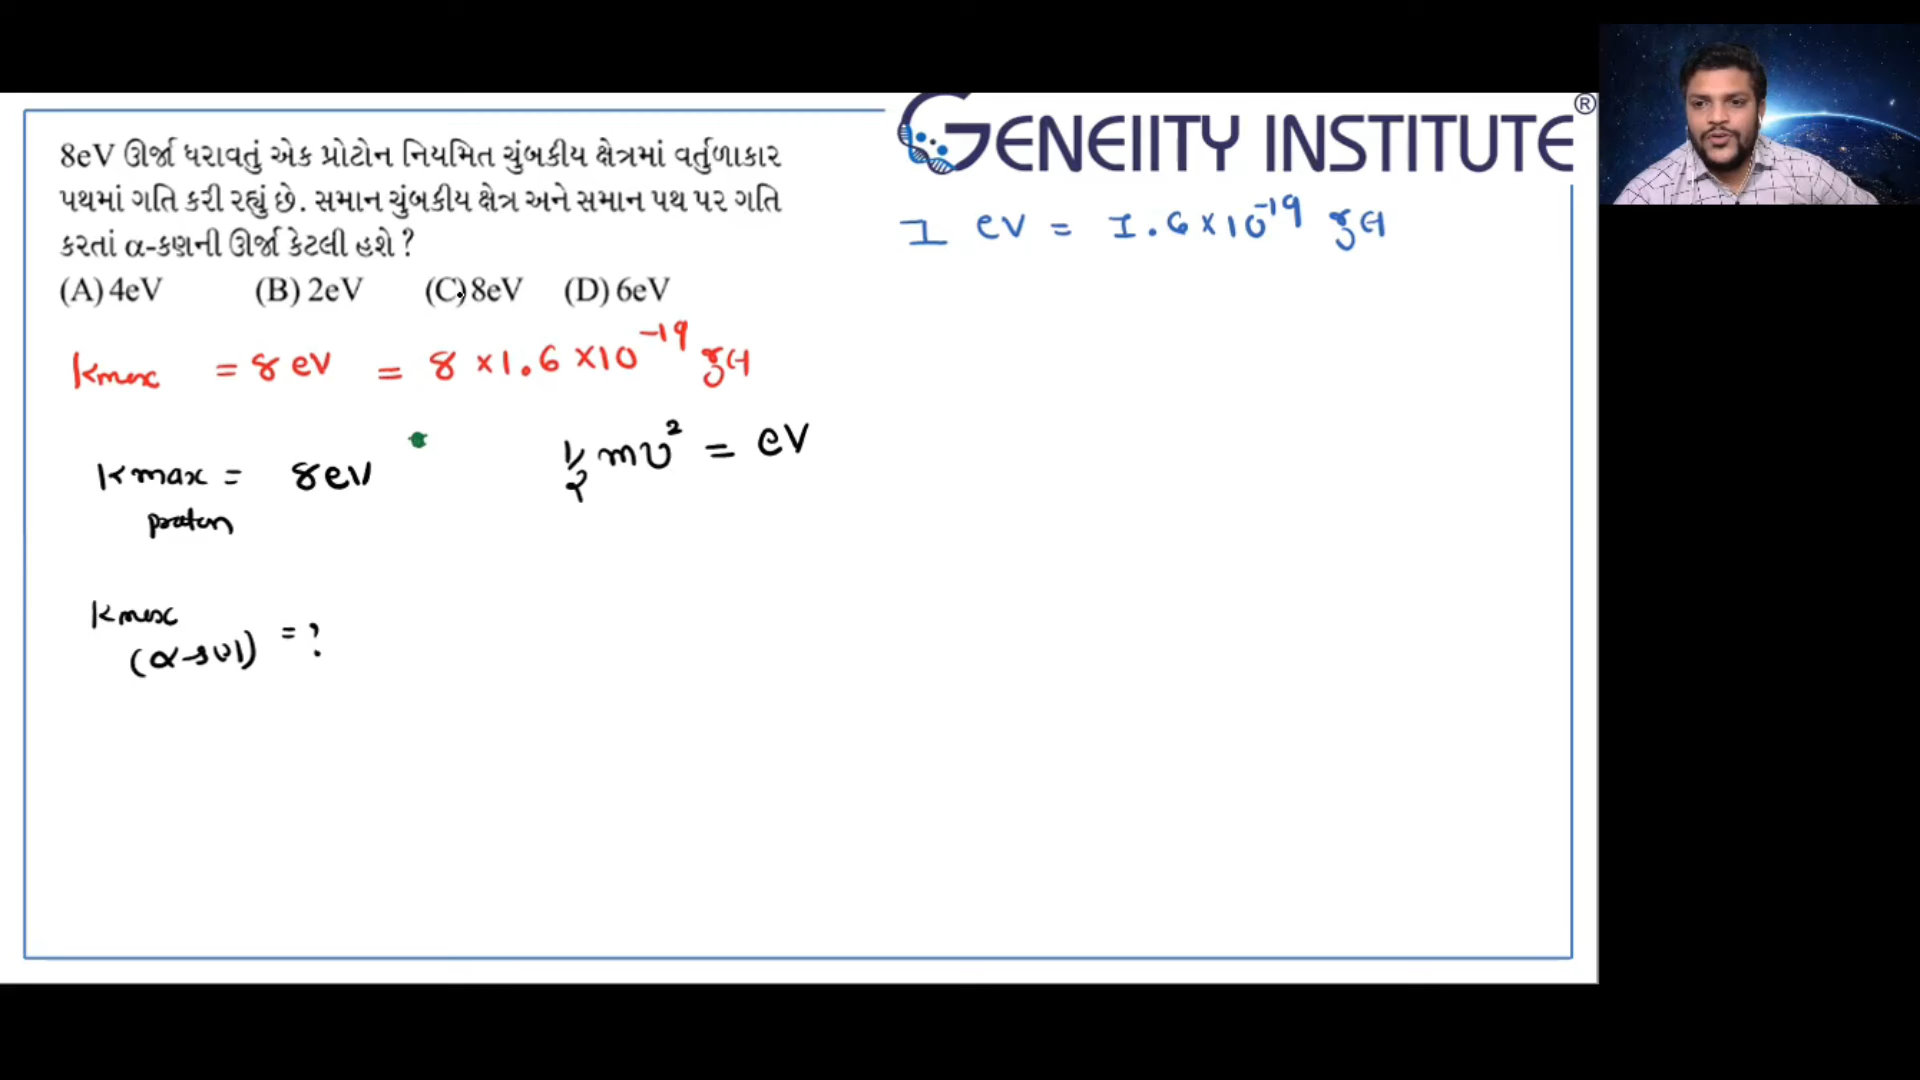 GENEIITY INSTITUTE®
8eV ઊર્જા ધરાવતું એક પ્રોટોન નિયમિત ચુંબકીય ક્ષેત્રમાં વર્તુળાકાર
પથમાં ગતિ કરી રહ્યું છે. સમાન ચુંબકીય ક્ષેત્ર અને સમાન પથ પર ગતિ
કરતાં α-કણની ઊર્જા કેટલી હશે ?
(A) 4eV (B) 2eV (C) 8eV (D) 6eV
1 eV = 1.6 × 10⁻¹⁹ જુલ
Kmax = 8 eV = 8 × 1.6 × 10⁻¹⁹ જુલ
Kmax = 8eV
proton
½ mv² = eV
Kmax
(α-કણ) = ?